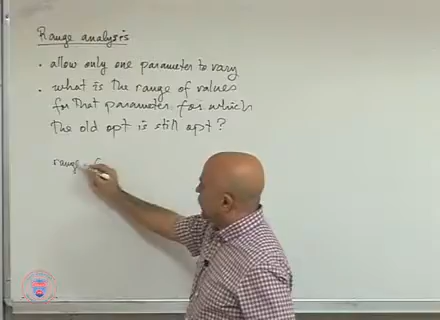 Range analysis
• allow only one parameter to vary
• what is the range of values
for that parameter for which
the old opt is still opt?
range